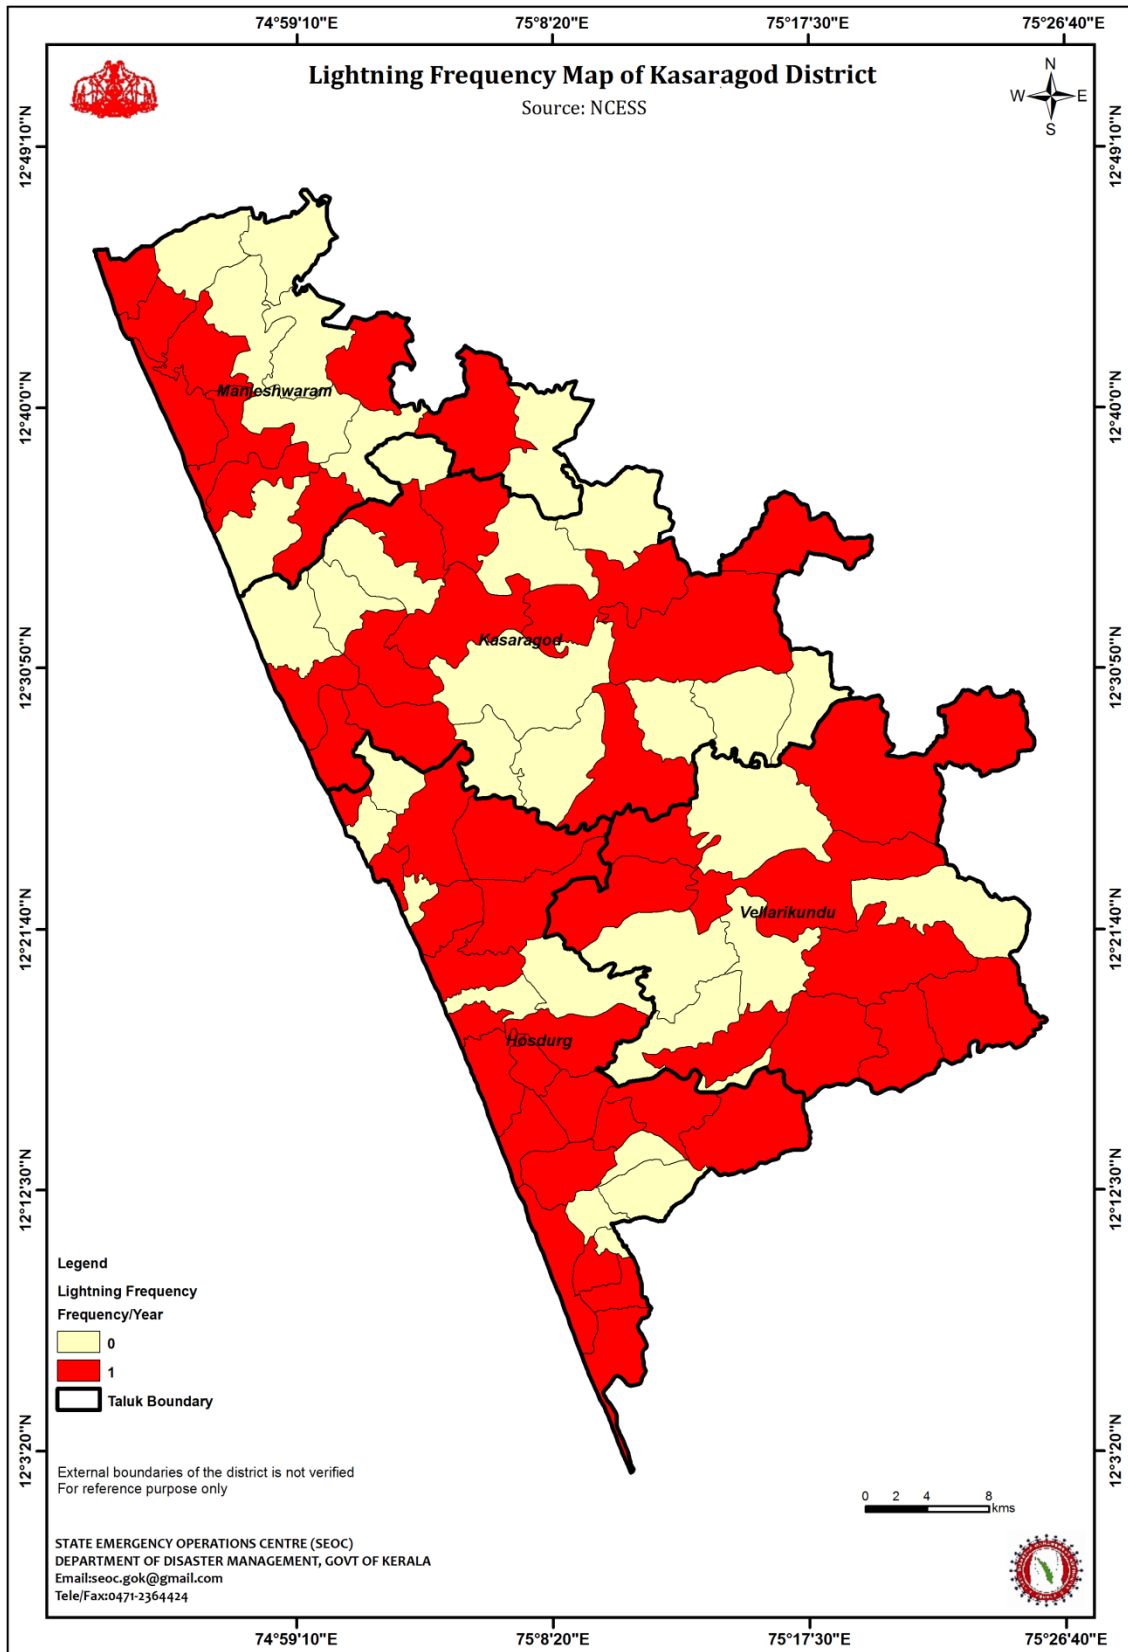 74°59'10"E 75°8'20"E 75°17'30"E 75°26'40"E
Lightning Frequency Map of Kasaragod District
Source: NCESS
N
W E
S
12°49'10"N 12°49'10"N
12°40'0"N 12°40'0"N
12°30'50"N 12°30'50"N
12°21'40"N 12°21'40"N
12°12'30"N 12°12'30"N
12°3'20"N 12°3'20"N
Manjeshwaram
Kasaragod
Vellarikundu
Hosdurg
Legend
Lightning Frequency
Frequency/Year
0
1
Taluk Boundary
External boundaries of the district is not verified
For reference purpose only
0 2 4 8
kms
STATE EMERGENCY OPERATIONS CENTRE (SEOC)
DEPARTMENT OF DISASTER MANAGEMENT, GOVT OF KERALA
Email:seoc.gok@gmail.com
Tele/Fax:0471-2364424
74°59'10"E 75°8'20"E 75°17'30"E 75°26'40"E